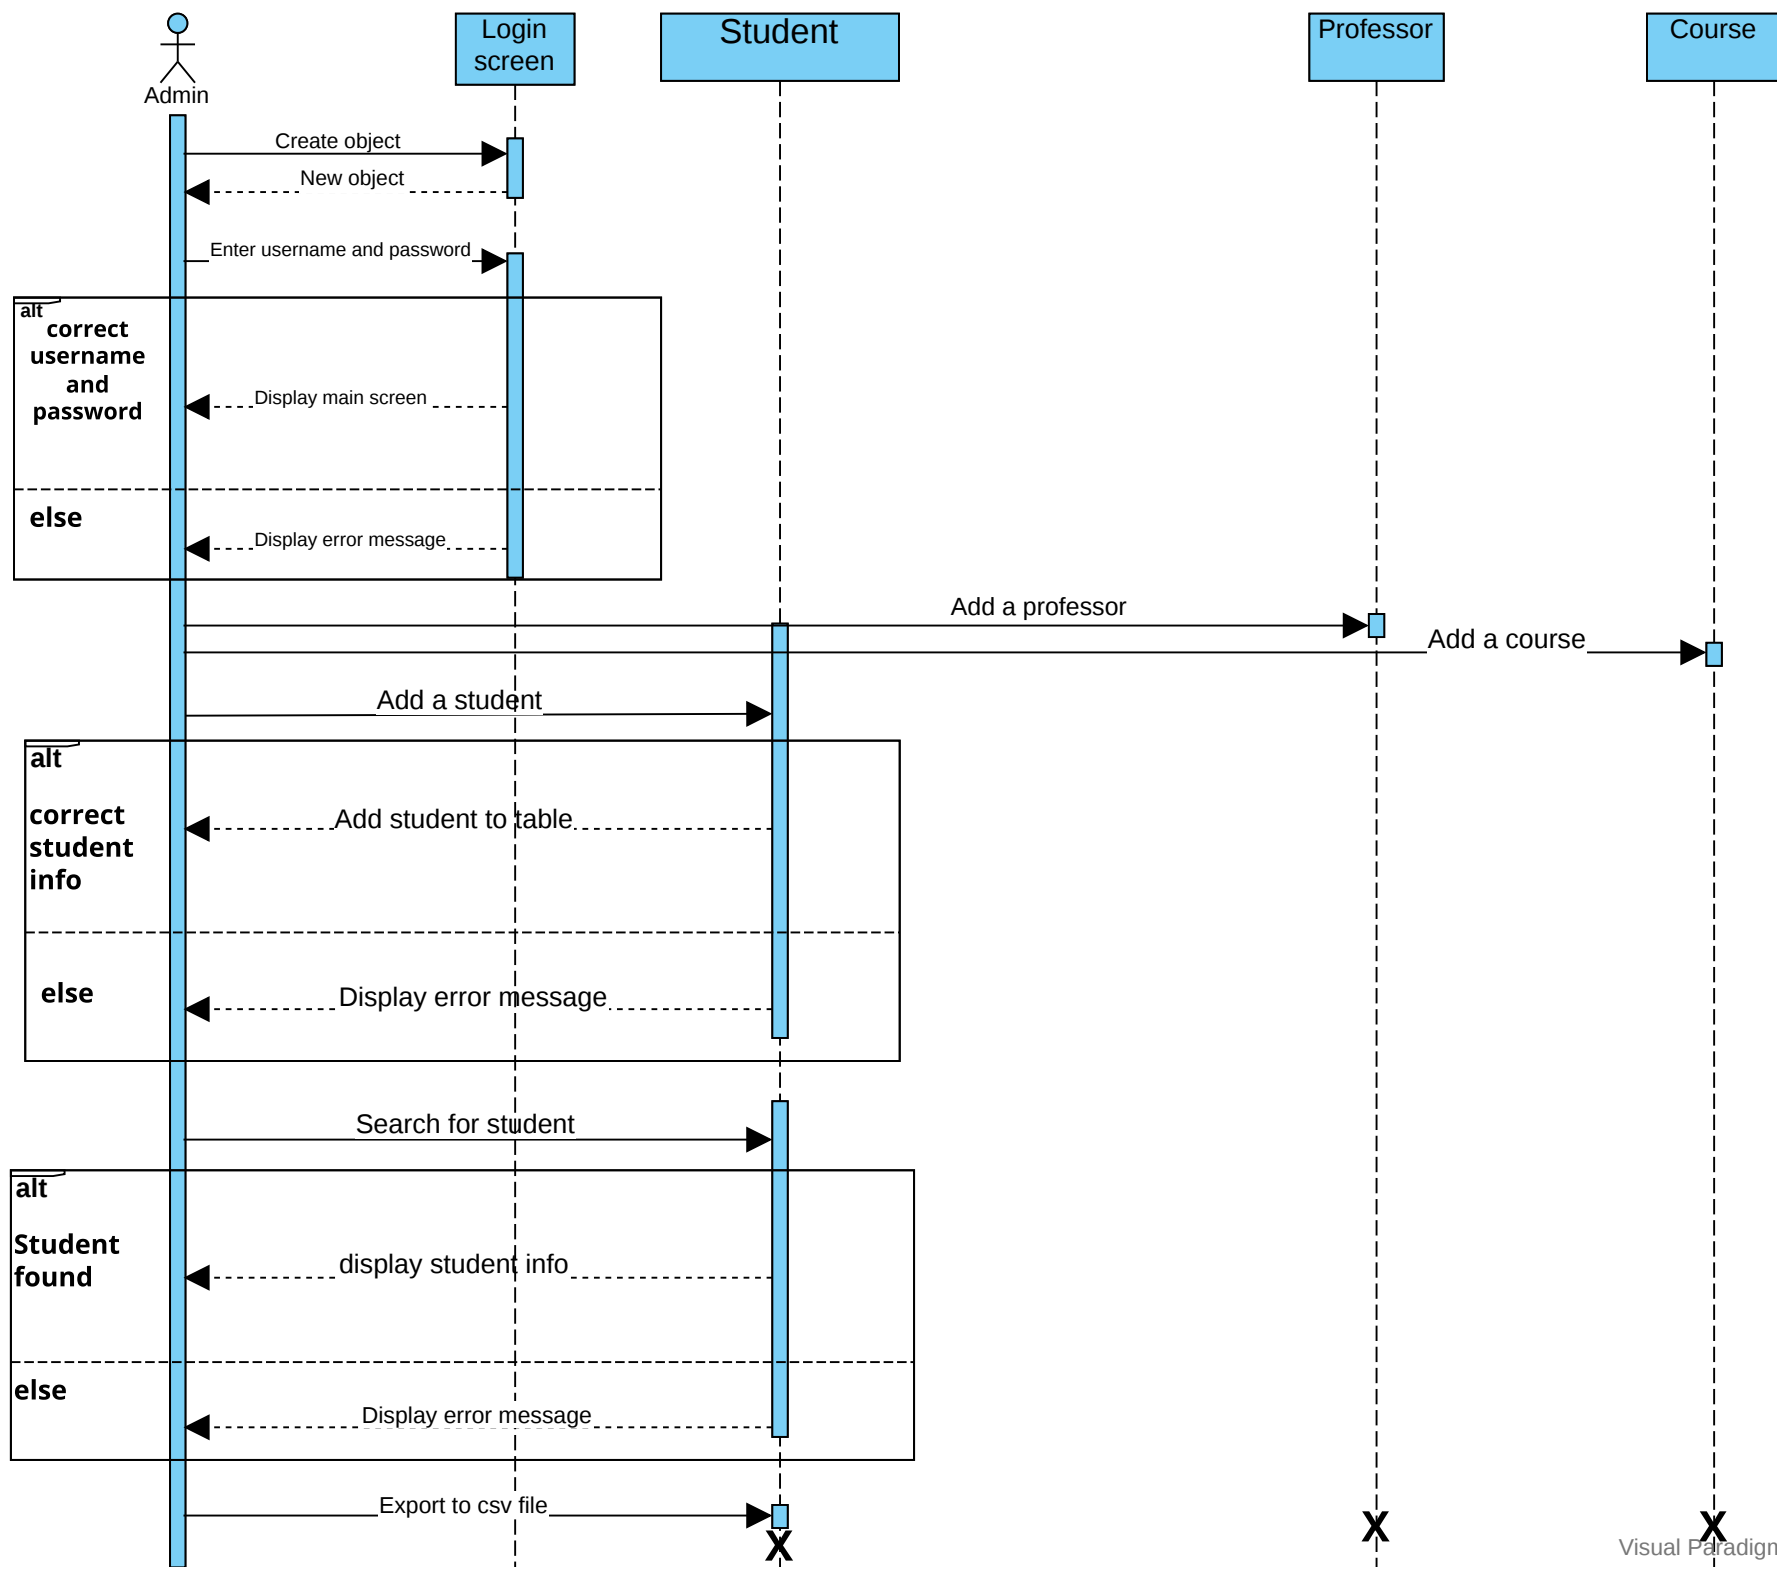 Login
screen
Student
Professor
Course
Admin
Create object
New object
Enter username and password
alt
correct
username
and
password
Display main screen
else
Display error message
Add a professor
Add a course
Add a student
alt
correct
student
info
Add student to table
else
Display error message
Search for student
alt
Student
found
display student info
else
Display error message
Export to csv file
X
X
X
Visual Paradigm